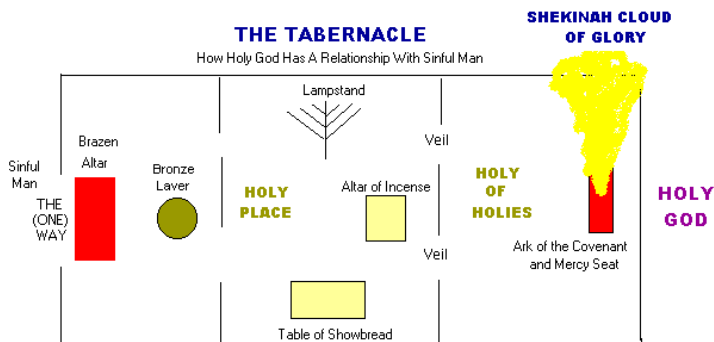 THE TABERNACLE
How Holy God Has A Relationship With Sinful Man
SHEKINAH CLOUD
OF GLORY
Lampstand
Brazen
Altar
Veil
Sinful
Man
Bronze
Laver
THE
(ONE)
WAY
HOLY
PLACE
Altar of Incense
HOLY
OF
HOLIES
HOLY
GOD
Veil
Ark of the Covenant
and Mercy Seat
Table of Showbread